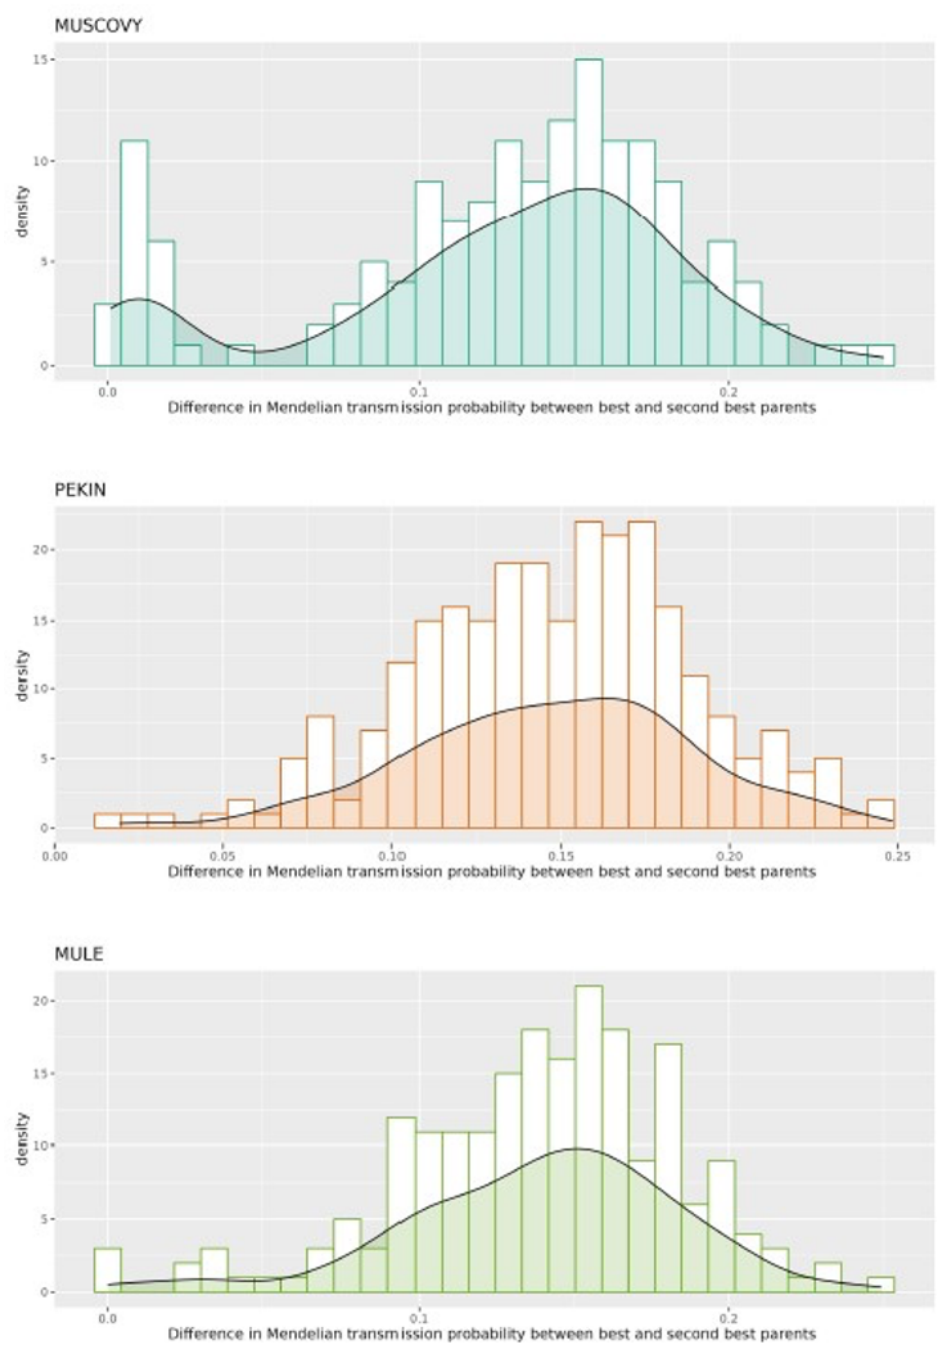 MUSCOVY
15
10
5
0
density
0.0 0.1 0.2
Difference in Mendelian transmission probability between best and second best parents
PEKIN
20
15
10
5
0
density
0.00 0.05 0.10 0.15 0.20 0.25
Difference in Mendelian transmission probability between best and second best parents
MULE
20
15
10
5
0
density
0.0 0.1 0.2
Difference in Mendelian transmission probability between best and second best parents